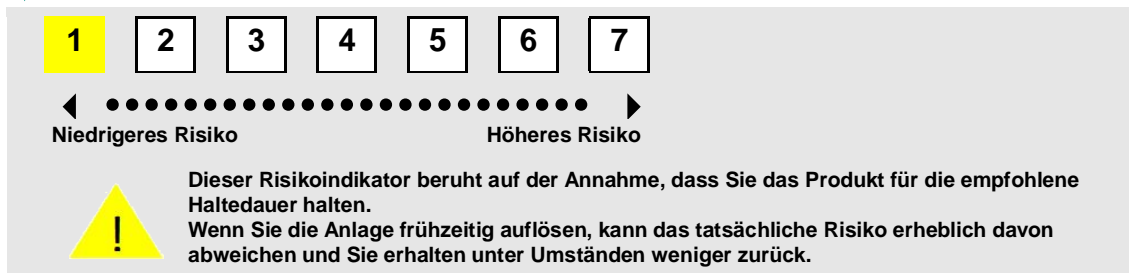 1 2 3 4 5 6 7
Niedrigeres Risiko Höheres Risiko
Dieser Risikoindikator beruht auf der Annahme, dass Sie das Produkt für die empfohlene
Haltedauer halten.
Wenn Sie die Anlage frühzeitig auflösen, kann das tatsächliche Risiko erheblich davon
abweichen und Sie erhalten unter Umständen weniger zurück.
!